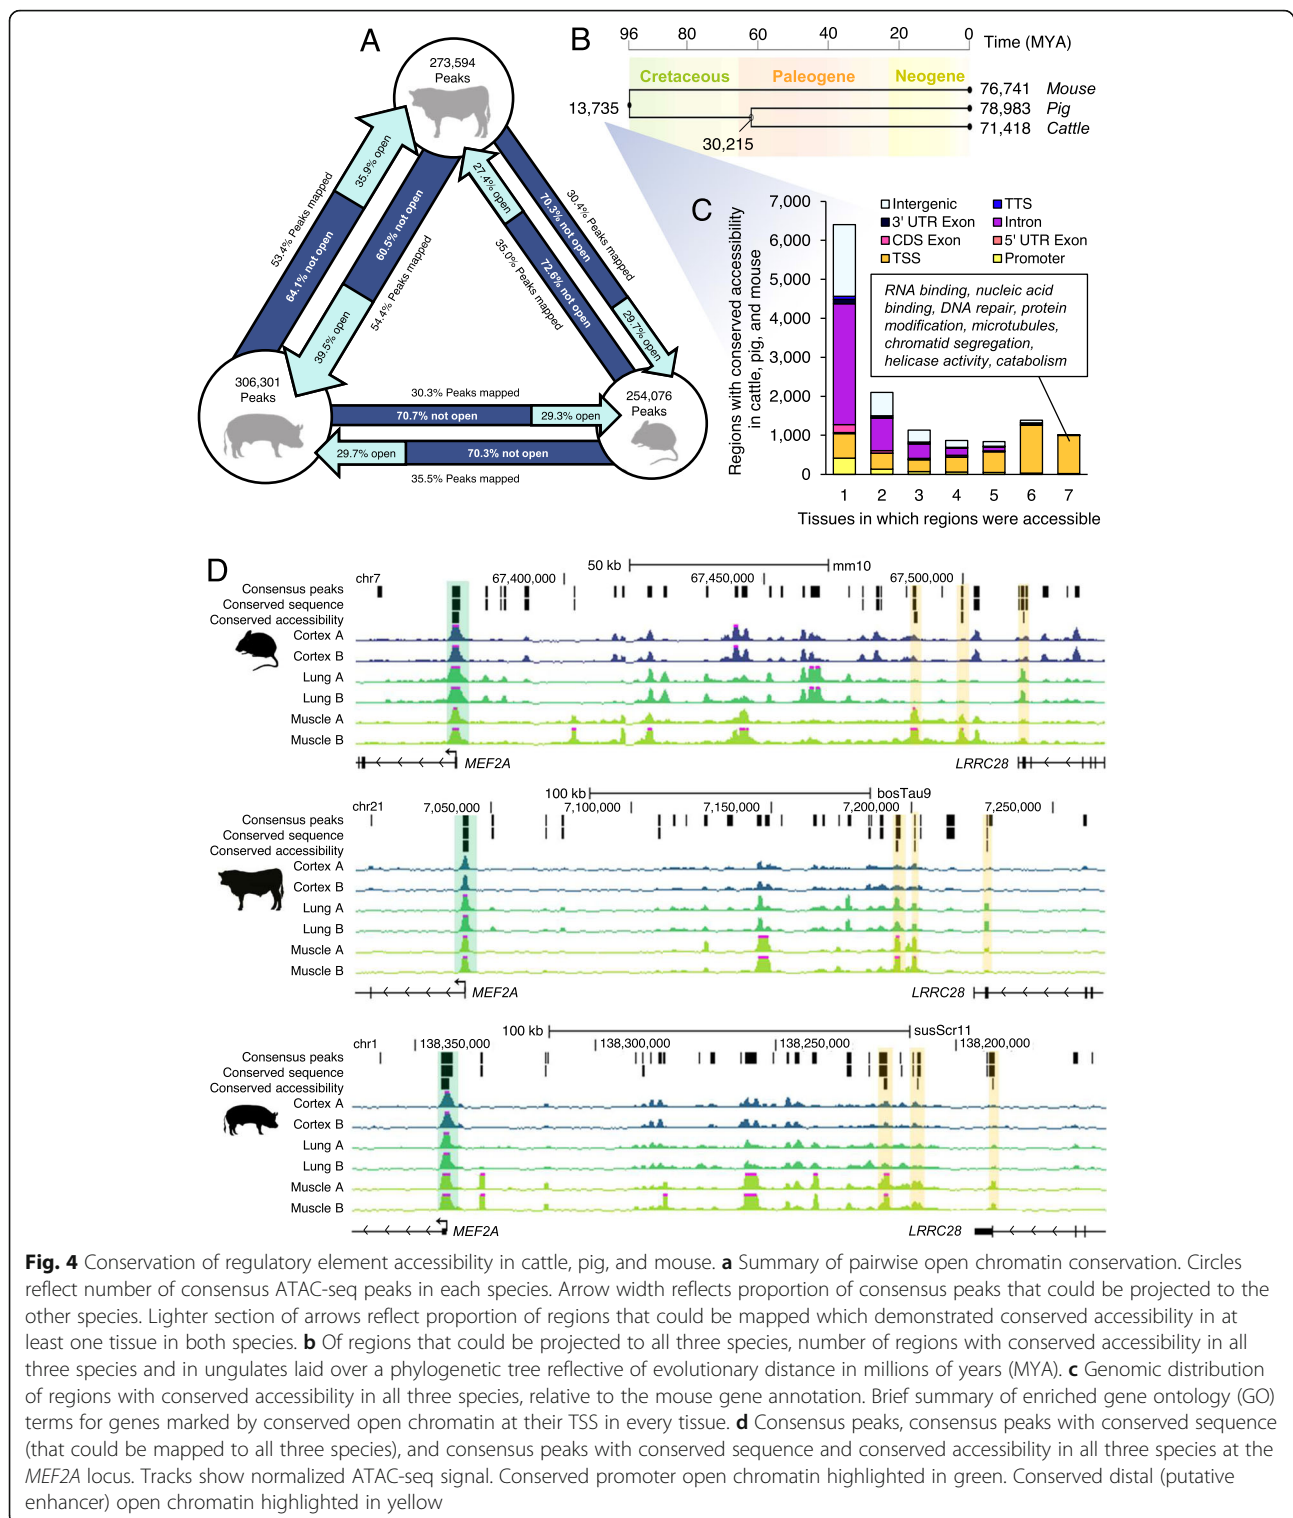 A
273,594
Peaks
53.4% Peaks mapped
64.1% not open
35.9% open
60.5% not open
39.5% open
54.4% Peaks mapped
27.4% open
72.6% not open
35.0% Peaks mapped
30.4% Peaks mapped
70.3% not open
29.7% open
306,301
Peaks
254,076
Peaks
30.3% Peaks mapped
70.7% not open
29.3% open
29.7% open
70.3% not open
35.5% Peaks mapped
B
96 80 60 40 20 0 Time (MYA)
Cretaceous Paleogene Neogene
76,741 Mouse
13,735
78,983 Pig
71,418 Cattle
30,215
C
Regions with conserved accessibility
in cattle, pig, and mouse
7,000
6,000
5,000
4,000
3,000
2,000
1,000
0
Intergenic TTS
3' UTR Exon Intron
CDS Exon 5' UTR Exon
TSS Promoter
RNA binding, nucleic acid
binding, DNA repair, protein
modification, microtubules,
chromatid segregation,
helicase activity, catabolism
1 2 3 4 5 6 7
Tissues in which regions were accessible
D
50 kb mm10
chr7 67,400,000 67,450,000 67,500,000
Consensus peaks
Conserved sequence
Conserved accessibility
Cortex A
Cortex B
Lung A
Lung B
Muscle A
Muscle B
MEF2A LRRC28
100 kb bosTau9
chr21 7,050,000 7,100,000 7,150,000 7,200,000 7,250,000
Consensus peaks
Conserved sequence
Conserved accessibility
Cortex A
Cortex B
Lung A
Lung B
Muscle A
Muscle B
MEF2A LRRC28
100 kb susScr11
chr1 138,350,000 138,300,000 138,250,000 138,200,000
Consensus peaks
Conserved sequence
Conserved accessibility
Cortex A
Cortex B
Lung A
Lung B
Muscle A
Muscle B
MEF2A LRRC28
Fig. 4 Conservation of regulatory element accessibility in cattle, pig, and mouse. a Summary of pairwise open chromatin conservation. Circles
reflect number of consensus ATAC-seq peaks in each species. Arrow width reflects proportion of consensus peaks that could be projected to the
other species. Lighter section of arrows reflect proportion of regions that could be mapped which demonstrated conserved accessibility in at
least one tissue in both species. b Of regions that could be projected to all three species, number of regions with conserved accessibility in all
three species and in ungulates laid over a phylogenetic tree reflective of evolutionary distance in millions of years (MYA). c Genomic distribution
of regions with conserved accessibility in all three species, relative to the mouse gene annotation. Brief summary of enriched gene ontology (GO)
terms for genes marked by conserved open chromatin at their TSS in every tissue. d Consensus peaks, consensus peaks with conserved sequence
(that could be mapped to all three species), and consensus peaks with conserved sequence and conserved accessibility in all three species at the
MEF2A locus. Tracks show normalized ATAC-seq signal. Conserved promoter open chromatin highlighted in green. Conserved distal (putative
enhancer) open chromatin highlighted in yellow